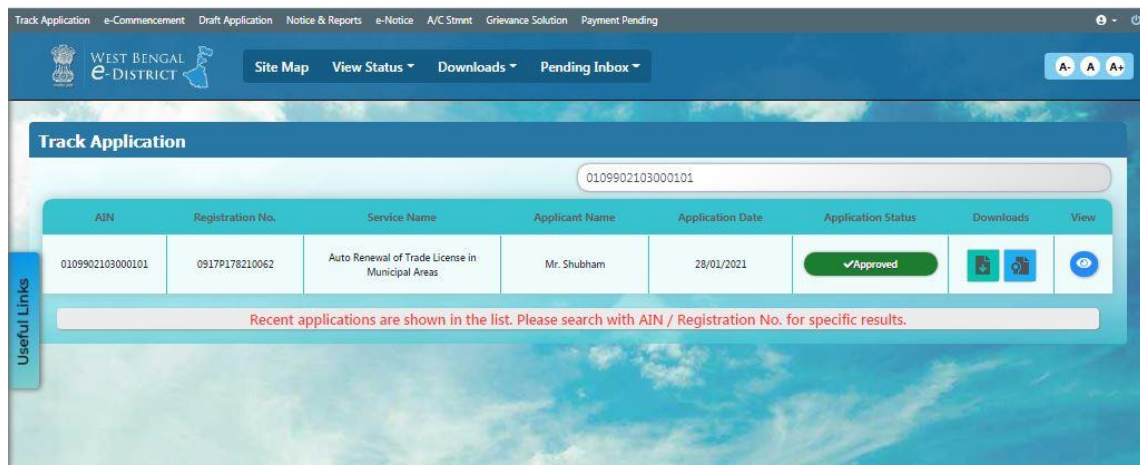 Track Application e-Commencement Draft Application Notice & Reports e-Notice A/C Stmnt Grievance Solution Payment Pending
WEST BENGAL
e-DISTRICT
Site Map View Status Downloads Pending Inbox
A- A A+
Track Application
0109902103000101
AIN Registration No. Service Name Applicant Name Application Date Application Status Downloads View
0109902103000101 0917P178210062 Auto Renewal of Trade License in Mr. Shubham 28/01/2021 Approved
Municipal Areas
Recent applications are shown in the list. Please search with AIN / Registration No. for specific results.
Useful Links